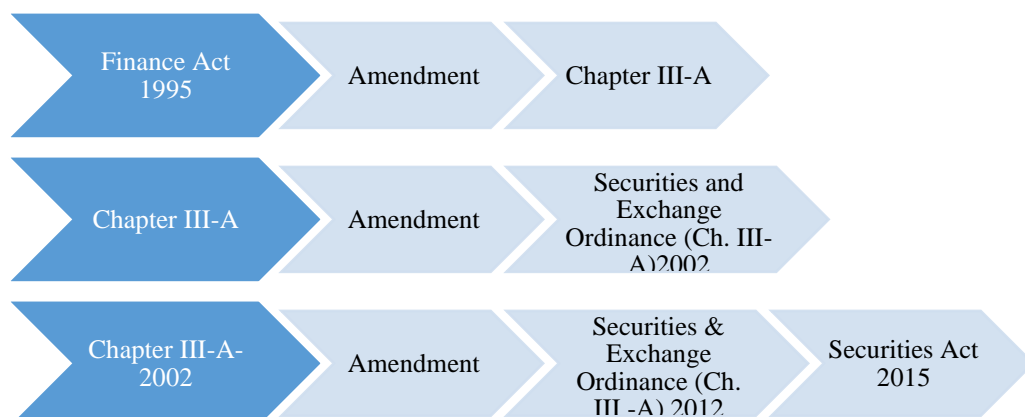 Finance Act
1995
Amendment
Chapter III-A
Chapter III-A
Amendment
Securities and
Exchange
Ordinance (Ch. III-
A)2002
Chapter III-A-
2002
Amendment
Securities &
Exchange
Ordinance (Ch.
III -A) 2012
Securities Act
2015